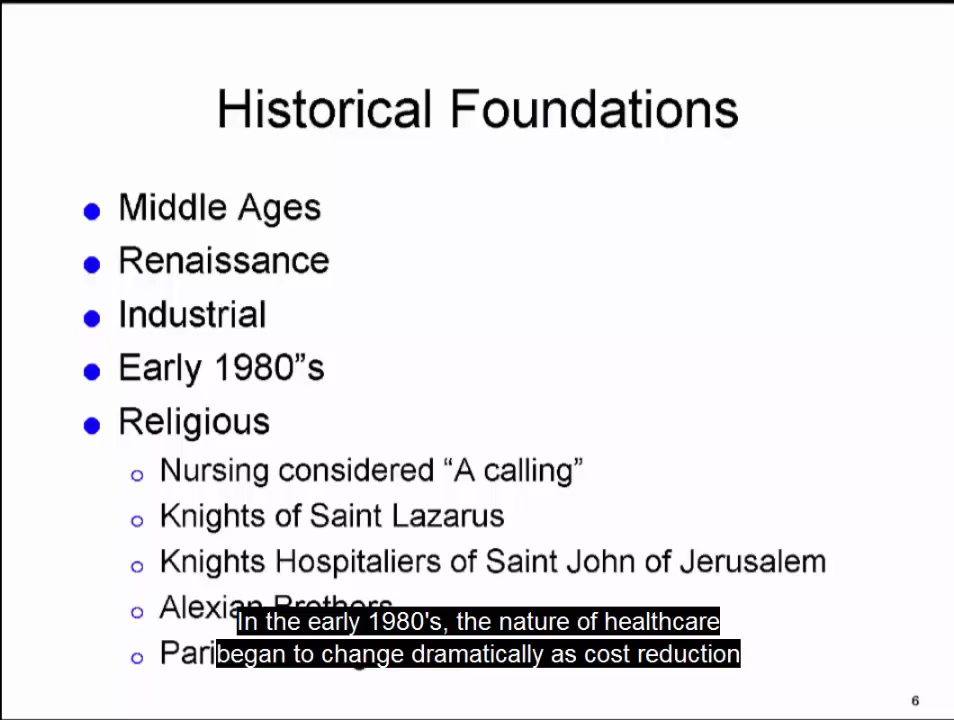 Historical Foundations
Middle Ages
Renaissance
Industrial
Early 1980”s
Religious
Nursing considered “A calling”
Knights of Saint Lazarus
Knights Hospitaliers of Saint John of Jerusalem
Alexian Brothers
In the early 1980's, the nature of healthcare
began to change dramatically as cost reduction
6